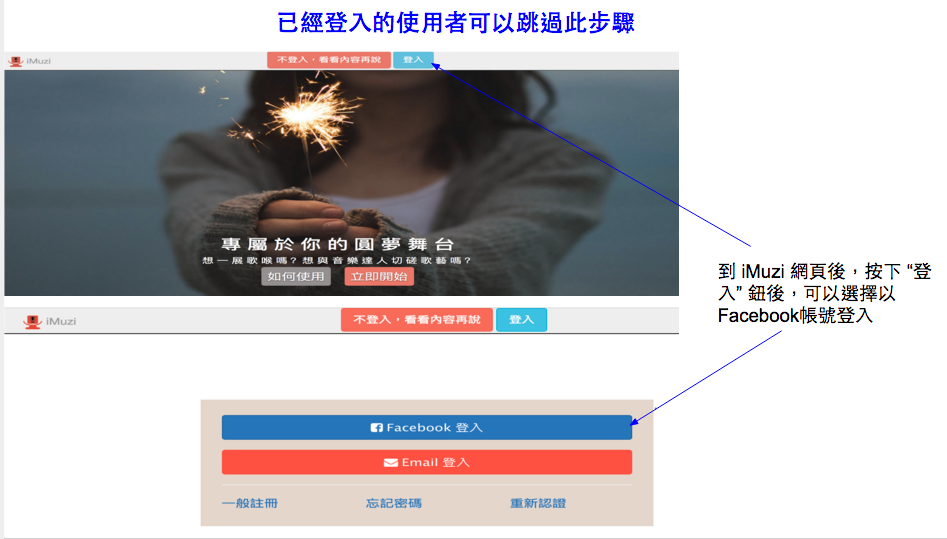 已經登入的使用者可以跳過此步驟
iMuzi
不登入，看看內容再說
登入
專屬於你的圓夢舞台
想一展歌喉嗎? 想與音樂達人切磋歌藝嗎?
如何使用
立即開始
到 iMuzi 網頁後，按下 “登
入” 鈕後，可以選擇以
Facebook帳號登入
iMuzi
不登入，看看內容再說
登入
Facebook 登入
Email 登入
一般註冊
忘記密碼
重新認證